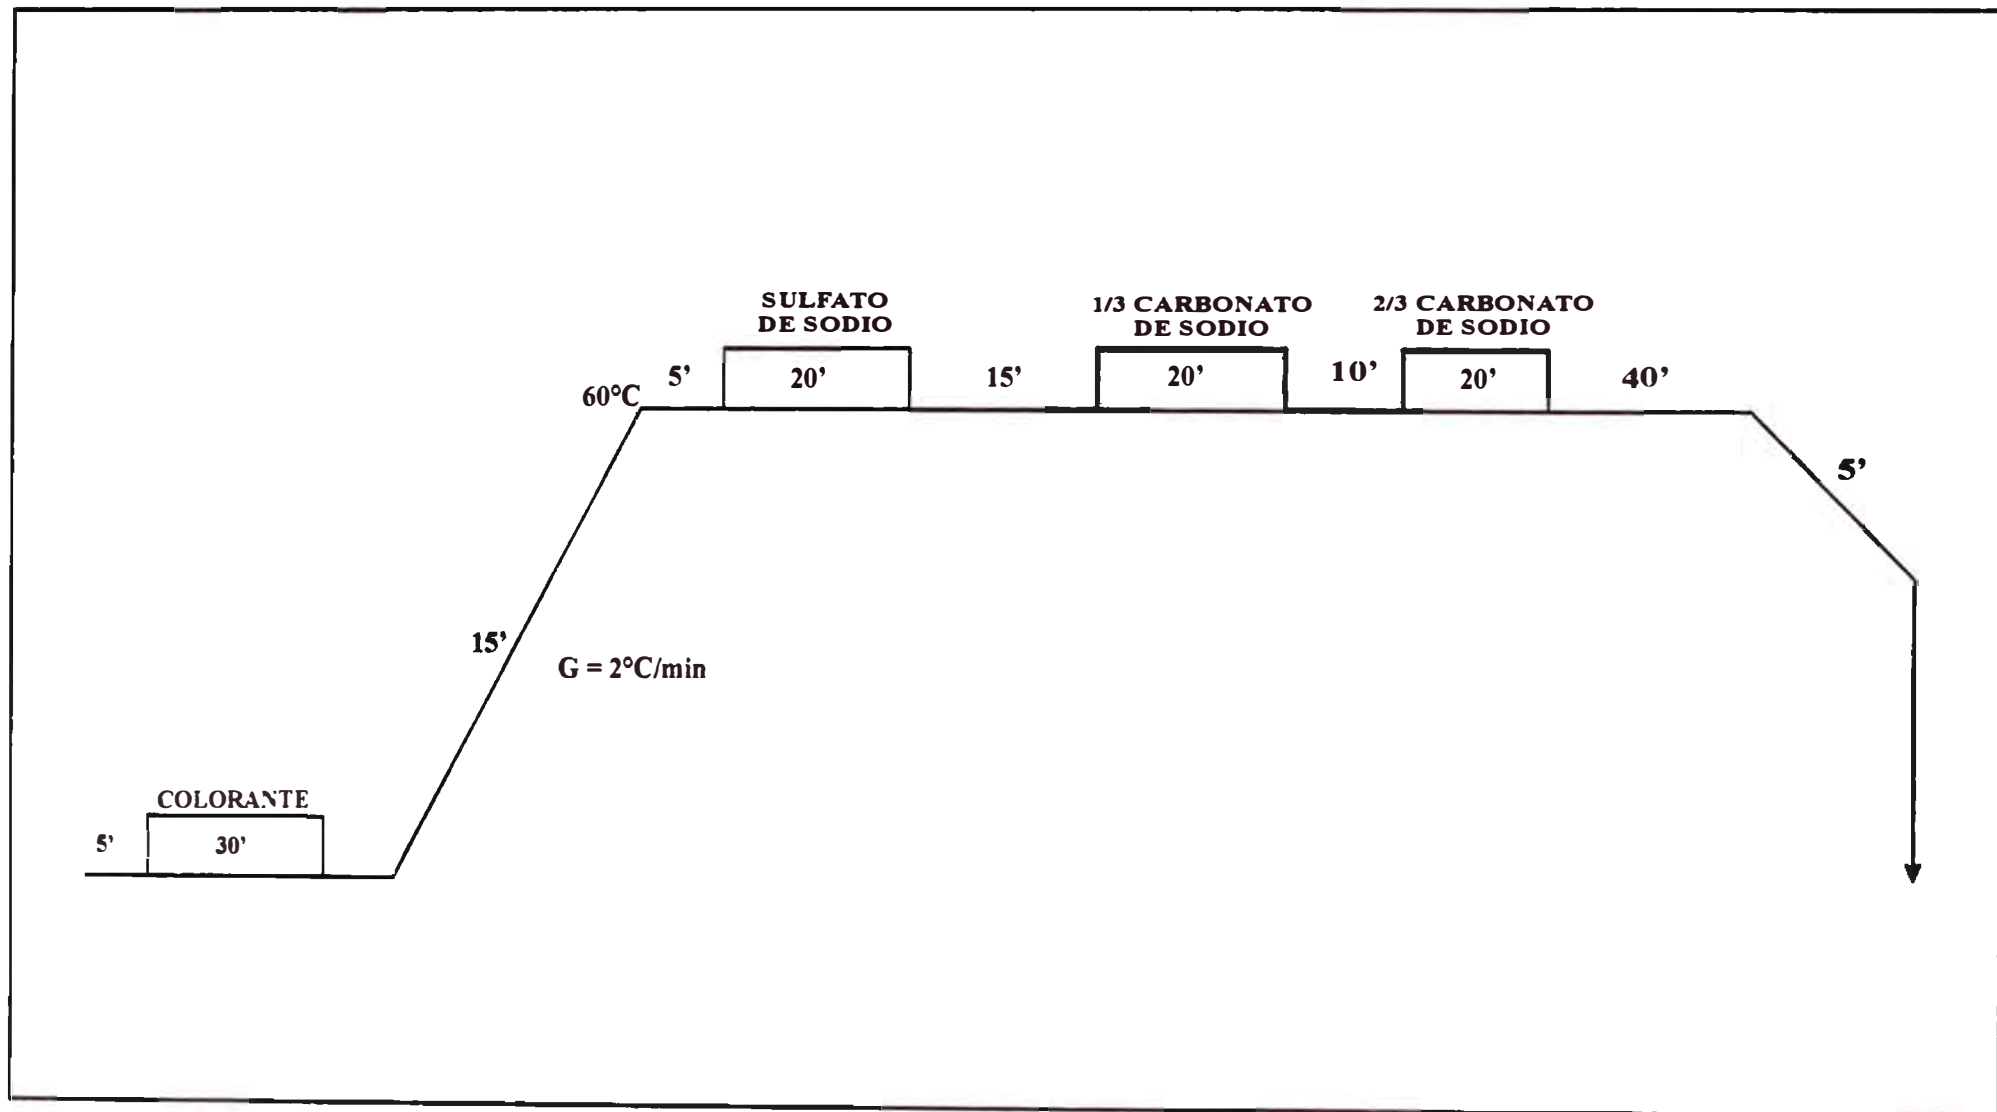 SULFATO
DE SODIO
1/3 CARBONATO
DE SODIO
2/3 CARBONATO
DE SODIO
60°C
5’
20’
15’
20’
10’
20’
40’
5’
15’
G = 2°C/min
COLORANTE
5’
30’